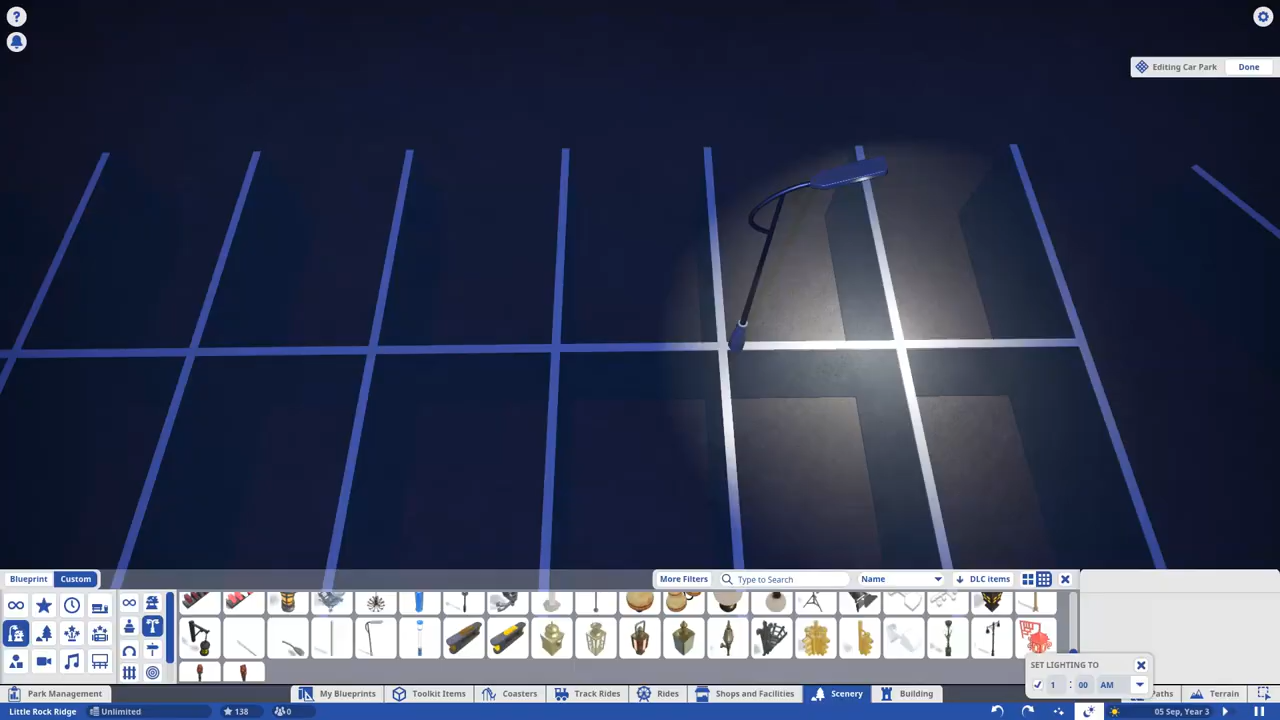 ?
Editing Car Park Done
Blueprint Custom More Filters Type to Search Name DLC items
SET LIGHTING TO
1 : 00 AM
Park Management My Blueprints Toolkit Items Coasters Track Rides Rides Shops and Facilities Scenery Building Paths Terrain
Little Rock Ridge Unlimited 138 0 05 Sep, Year 3